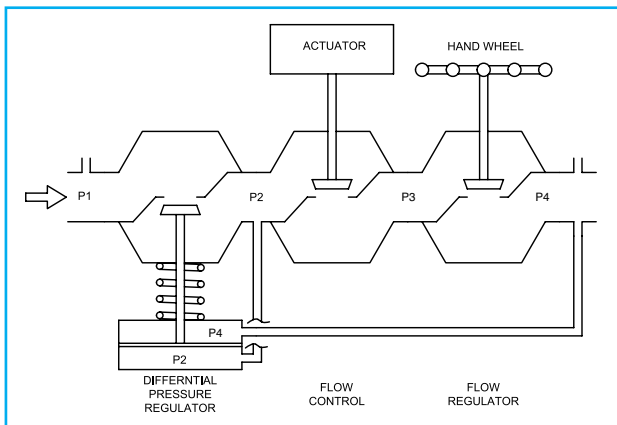 ACTUATOR
HAND WHEEL
P1
P2
P3
P4
P4
P2
DIFFERNTIAL
PRESSURE
REGULATOR
FLOW
CONTROL
FLOW
REGULATOR